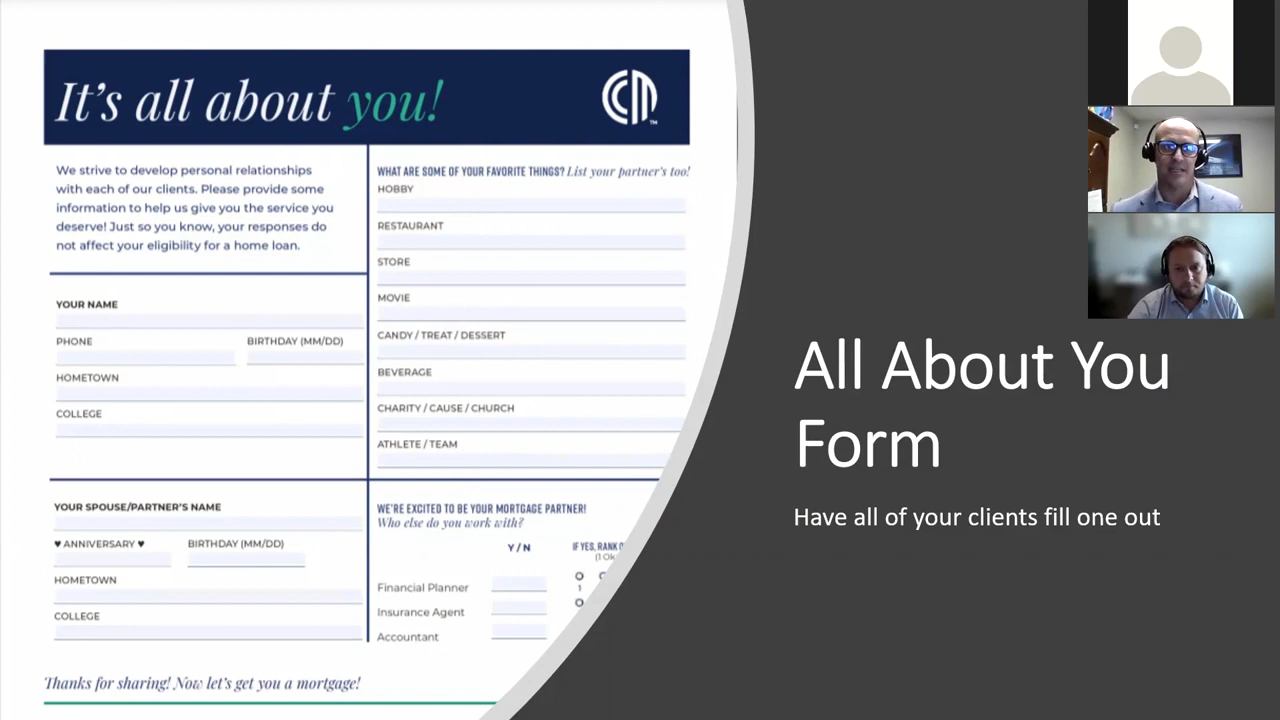 It's all about you!
CM
TM
We strive to develop personal relationships
with each of our clients. Please provide some
information to help us give you the service you
deserve! Just so you know, your responses do
not affect your eligibility for a home loan.
YOUR NAME
PHONE BIRTHDAY (MM/DD)
HOMETOWN
COLLEGE
YOUR SPOUSE/PARTNER'S NAME
♥ ANNIVERSARY ♥ BIRTHDAY (MM/DD)
HOMETOWN
COLLEGE
WHAT ARE SOME OF YOUR FAVORITE THINGS? List your partner's too!
HOBBY
RESTAURANT
STORE
MOVIE
CANDY / TREAT / DESSERT
BEVERAGE
CHARITY / CAUSE / CHURCH
ATHLETE / TEAM
WE'RE EXCITED TO BE YOUR MORTGAGE PARTNER!
Who else do you work with?
Y / N IF YES, RANK
(1 Ok
1
Financial Planner
Insurance Agent
Accountant
Thanks for sharing! Now let's get you a mortgage!
All About You
Form
Have all of your clients fill one out